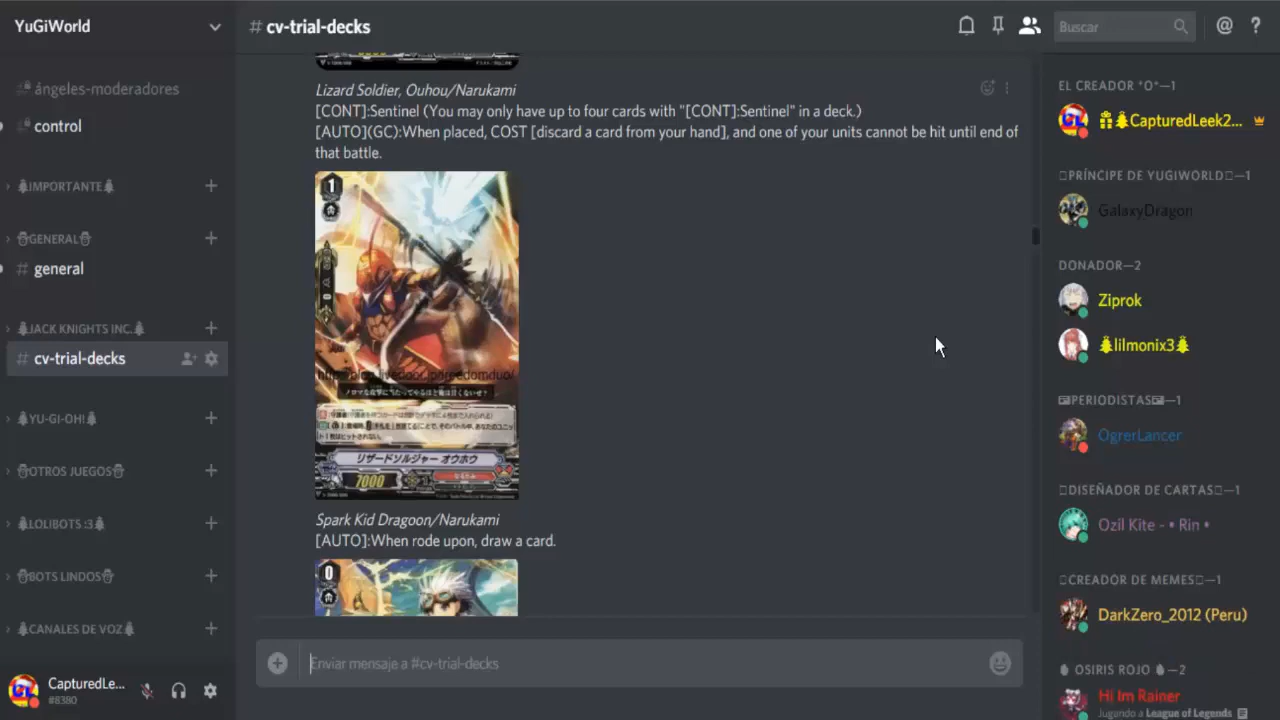 YuGiWorld
ángeles-moderadores
control
IMPORTANTE
GENERAL
# general
JACK KNIGHTS INC.
# cv-trial-decks
YU-GI-OH!
OTROS JUEGOS
LOLIBOTS :3
BOTS LINDOS
CANALES DE VOZ
CapturedLe...
#8380
# cv-trial-decks
Buscar
Lizard Soldier, Ouhou/Narukami
[CONT]:Sentinel (You may only have up to four cards with "[CONT]:Sentinel" in a deck.)
[AUTO](GC):When placed, COST [discard a card from your hand], and one of your units cannot be hit until end of
that battle.
1
リザードソルジャー オウホウ
7000
Spark Kid Dragoon/Narukami
[AUTO]:When rode upon, draw a card.
0
Enviar mensaje a #cv-trial-decks
EL CREADOR *O*—1
CapturedLeek2...
PRÍNCIPE DE YUGIWORLD—1
GalaxyDragon
DONADOR—2
Ziprok
lilmonix3
PERIODISTAS—1
OgrerLancer
DISEÑADOR DE CARTAS—1
Ozil Kite - • Rin •
CREADOR DE MEMES—1
DarkZero_2012 (Peru)
OSIRIS ROJO—2
Hi Im Rainer
Jugando a League of Legends